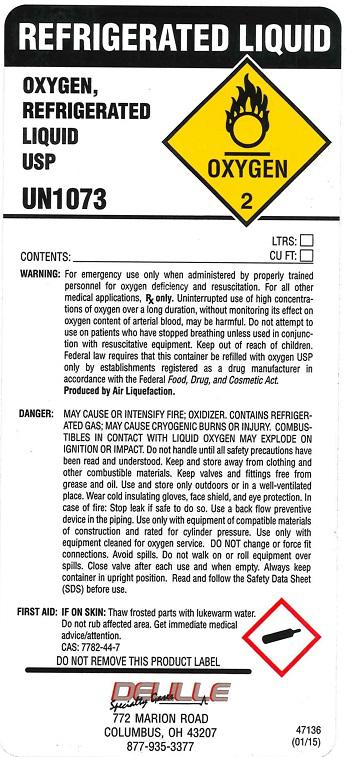 REFRIGERATED LIQUID
OXYGEN,
REFRIGERATED
LIQUID
USP
UN1073
OXYGEN
2
LTRS:
CONTENTS: CU FT:
WARNING: For emergency use only when administered by properly trained
personnel for oxygen deficiency and resuscitation. For all other
medical applications, ℞ only. Uninterrupted use of high concentra-
tions of oxygen over a long duration, without monitoring its effect on
oxygen content of arterial blood, may be harmful. Do not attempt to
use on patients who have stopped breathing unless used in conjunc-
tion with resuscitative equipment. Keep out of reach of children.
Federal law requires that this container be refilled with oxygen USP
only by establishments registered as a drug manufacturer in
accordance with the Federal Food, Drug, and Cosmetic Act.
Produced by Air Liquefaction.
DANGER: MAY CAUSE OR INTENSIFY FIRE; OXIDIZER. CONTAINS REFRIGER-
ATED GAS; MAY CAUSE CRYOGENIC BURNS OR INJURY. COMBUS-
TIBLES IN CONTACT WITH LIQUID OXYGEN MAY EXPLODE ON
IGNITION OR IMPACT. Do not handle until all safety precautions have
been read and understood. Keep and store away from clothing and
other combustible materials. Keep valves and fittings free from
grease and oil. Use and store only outdoors or in a well-ventilated
place. Wear cold insulating gloves, face shield, and eye protection. In
case of fire: Stop leak if safe to do so. Use a back flow preventive
device in the piping. Use only with equipment of compatible materials
of construction and rated for cylinder pressure. Use only with
equipment cleaned for oxygen service. DO NOT change or force fit
connections. Avoid spills. Do not walk on or roll equipment over
spills. Close valve after each use and when empty. Always keep
container in upright position. Read and follow the Safety Data Sheet
(SDS) before use.
FIRST AID: IF ON SKIN: Thaw frosted parts with lukewarm water.
Do not rub affected area. Get immediate medical
advice/attention.
CAS: 7782-44-7
DO NOT REMOVE THIS PRODUCT LABEL
DELILLE
Specialty Gases
772 MARION ROAD
COLUMBUS, OH 43207
877-935-3377
47136
(01/15)